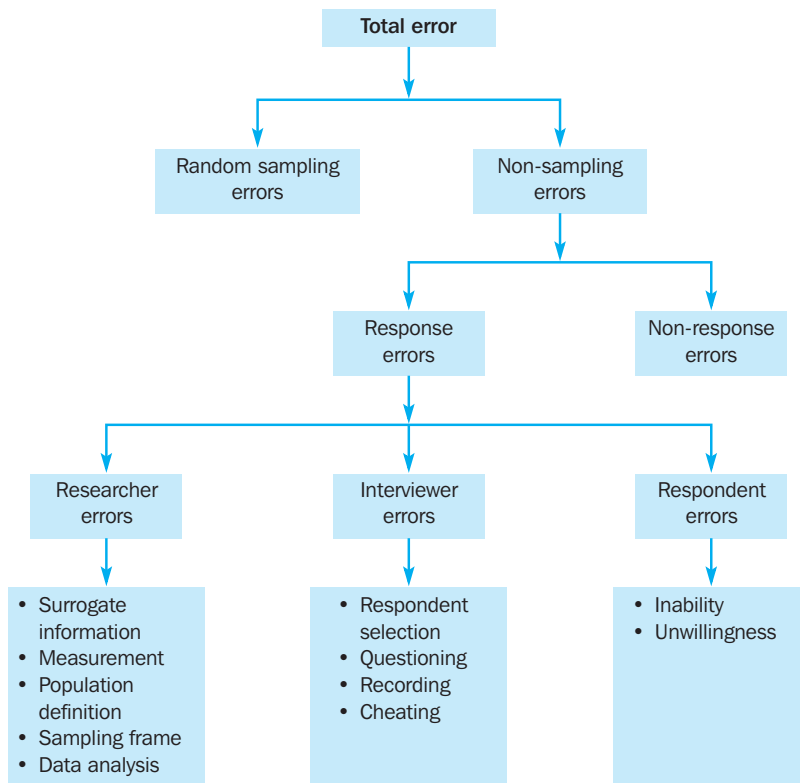 Total error
Random sampling
errors
Non-sampling
errors
Response
errors
Non-response
errors
Researcher
errors
Interviewer
errors
Respondent
errors
• Surrogate
information
• Measurement
• Population
definition
• Sampling frame
• Data analysis
• Respondent
selection
• Questioning
• Recording
• Cheating
• Inability
• Unwillingness